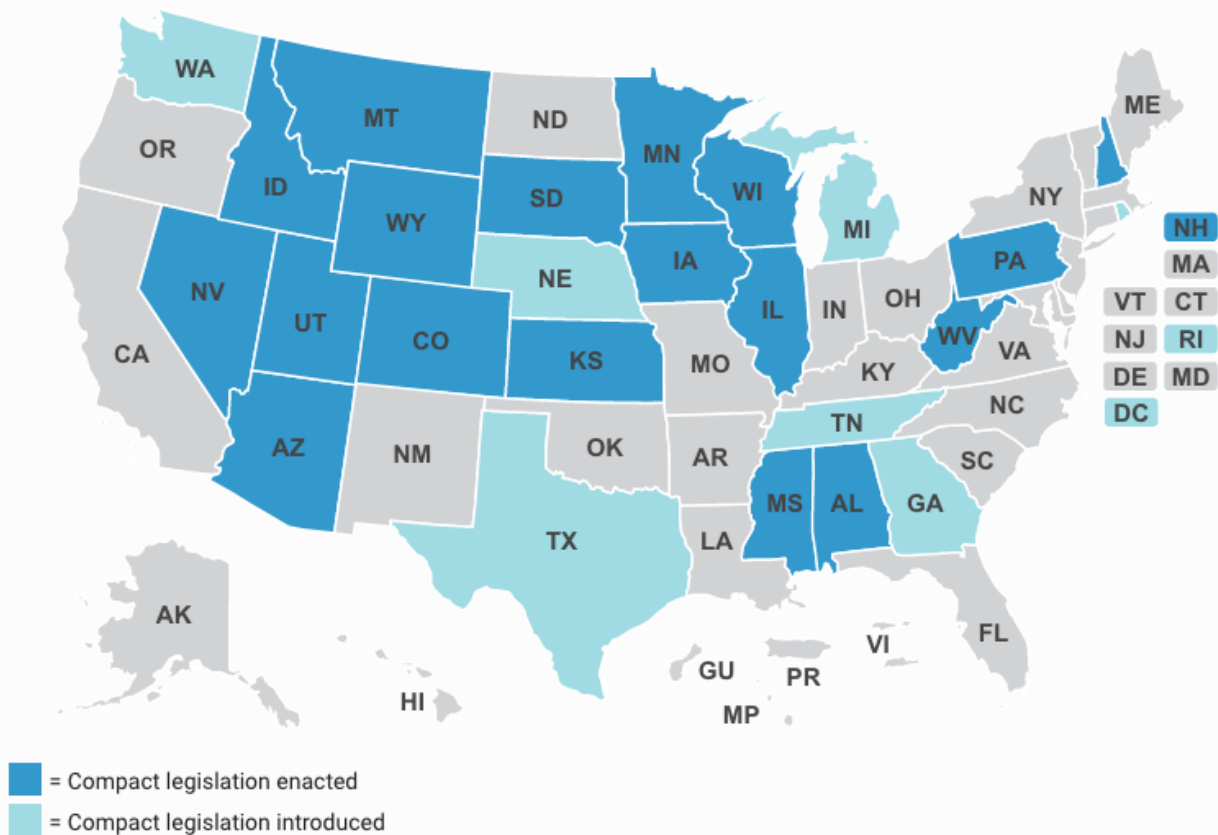 WA
MT
ND
MN
ME
OR
ID
SD
WI
NY
WY
MI
NH
NE
IA
PA
MA
NV
IL
IN
OH
VT
CT
UT
CO
WV
NJ
RI
CA
KS
MO
KY
VA
DE
MD
AZ
NM
OK
AR
TN
NC
DC
SC
MS
AL
GA
TX
LA
AK
FL
HI
GU
PR
VI
MP
= Compact legislation enacted
= Compact legislation introduced